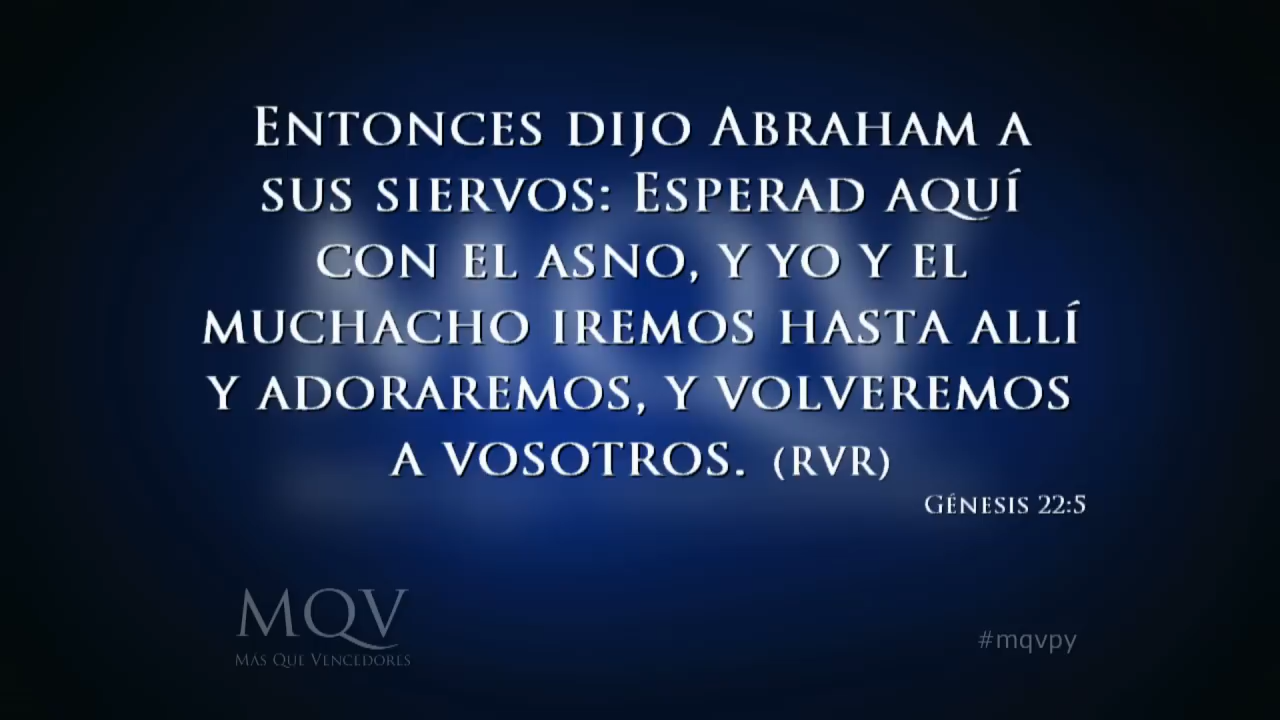 Entonces dijo Abraham a
sus siervos: Esperad aquí
con el asno, y yo y el
muchacho iremos hasta allí
y adoraremos, y volveremos
a vosotros. (RVR)
Génesis 22:5
MQV
Más Que Vencedores
#mqvpy